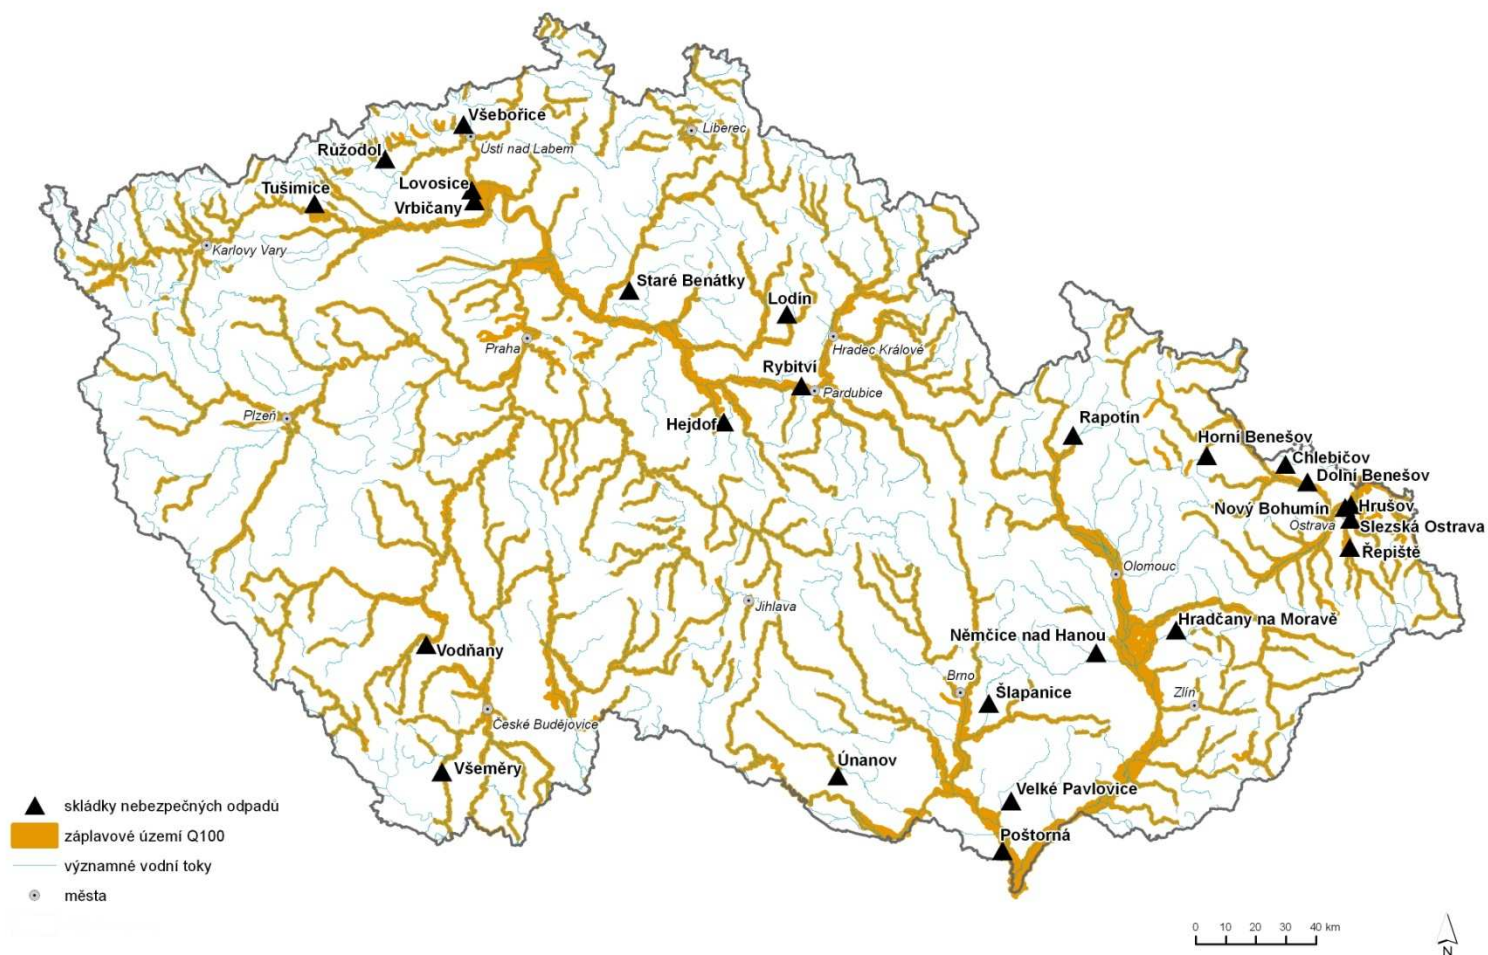 Všebořice
Liberec
Růžodol
Ústí nad Labem
Tušimice
Lovosice
Vrbičany
Karlovy Vary
Staré Benátky
Lodín
Praha
Hradec Králové
Rybitví
Pardubice
Plzeň
Hejdof
Rapotín
Horní Benešov
Chlebičov
Dolní Benešov
Nový Bohumín
Hrušov
Ostrava
Slezská Ostrava
Řepiště
Olomouc
Jihlava
Hradčany na Moravě
Němčice nad Hanou
Vodňany
Brno
Šlapanice
Zlín
České Budějovice
Všeměry
Únanov
Velké Pavlovice
Poštorná
skládky nebezpečných odpadů
záplavové území Q100
významné vodní toky
města
0 10 20 30 40 km
N